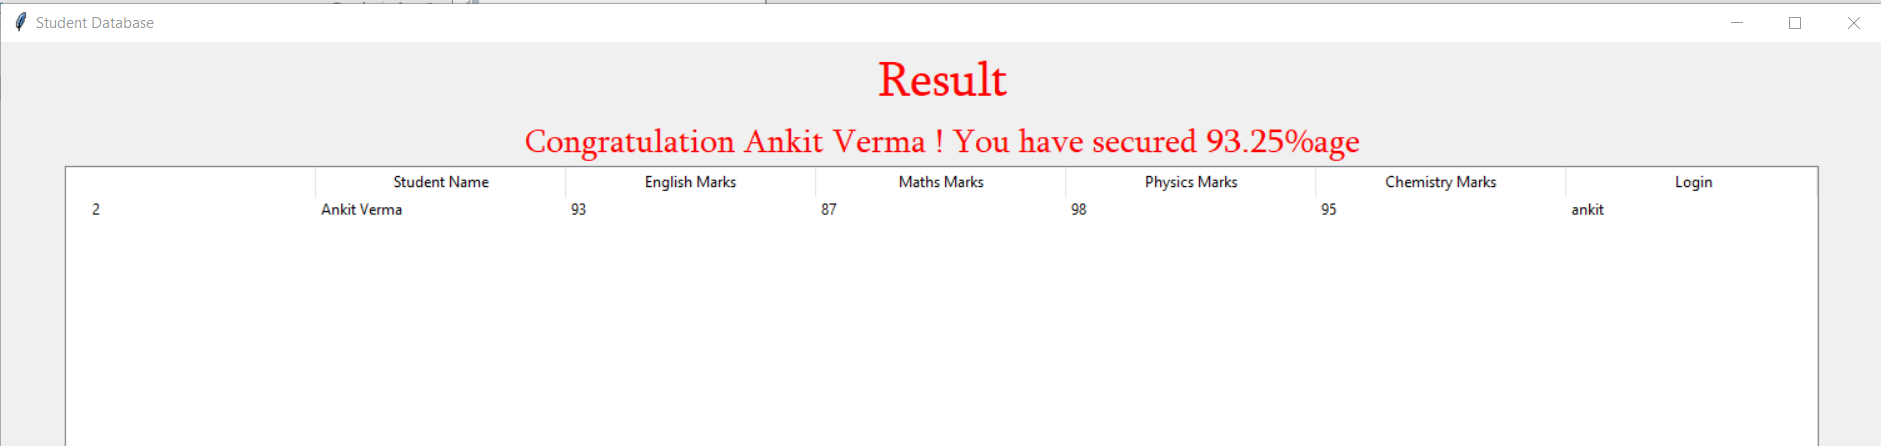 Student Database
Result
Congratulation Ankit Verma ! You have secured 93.25%age
Student Name English Marks Maths Marks Physics Marks Chemistry Marks Login
2 Ankit Verma 93 87 98 95 ankit